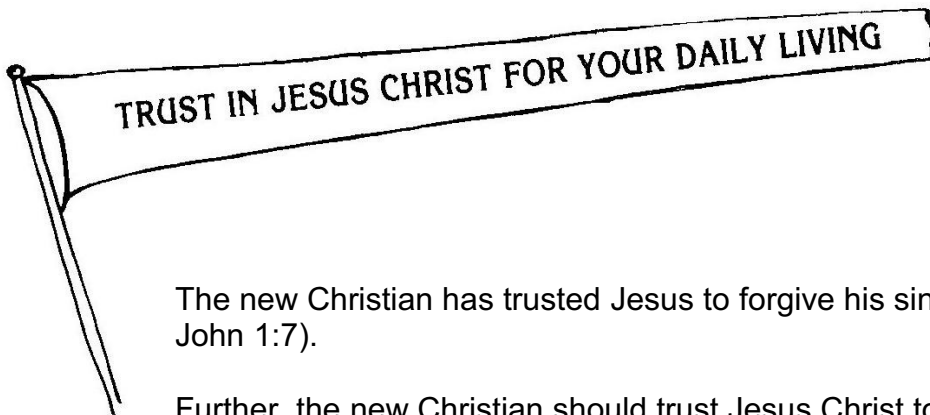 TRUST IN JESUS CHRIST FOR YOUR DAILY LIVING
The new Christian has trusted Jesus to forgive his sin
John 1:7).
Further, the new Christian should trust Jesus Christ to